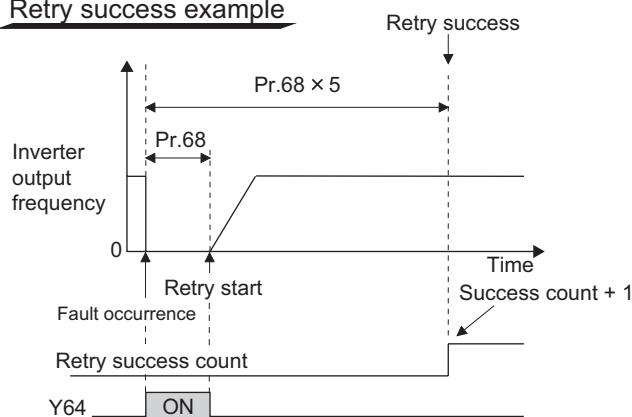 Retry success example
Retry success
Pr.68 × 5
Pr.68
Inverter
output
frequency
0
Time
Retry start
Success count + 1
Fault occurrence
Retry success count
Y64
ON